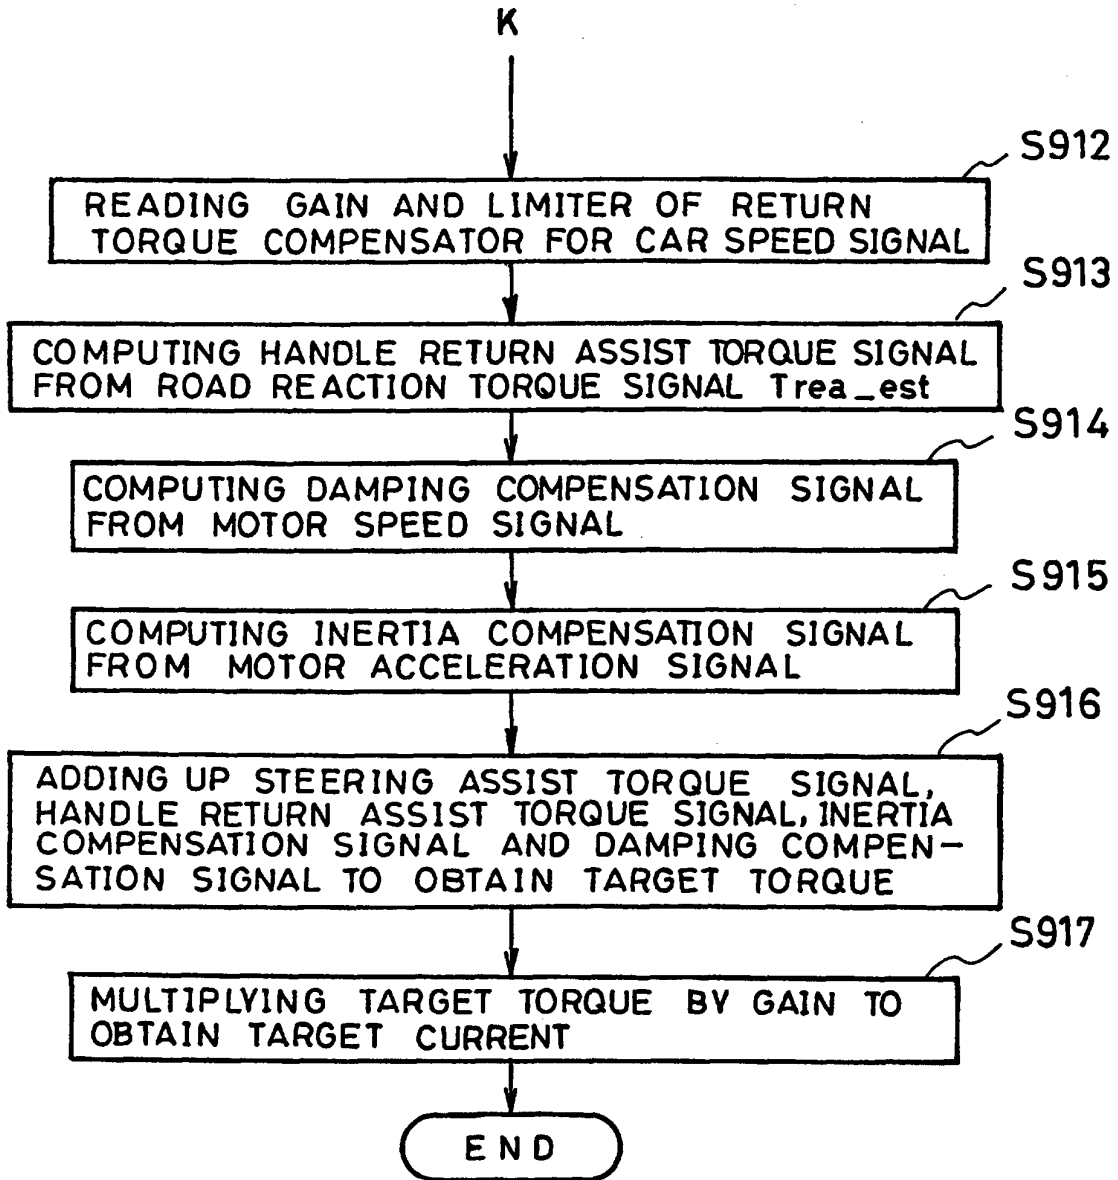 K
S912
READING GAIN AND LIMITER OF RETURN
TORQUE COMPENSATOR FOR CAR SPEED SIGNAL
S913
COMPUTING HANDLE RETURN ASSIST TORQUE SIGNAL
FROM ROAD REACTION TORQUE SIGNAL Trea_est
S914
COMPUTING DAMPING COMPENSATION SIGNAL
FROM MOTOR SPEED SIGNAL
S915
COMPUTING INERTIA COMPENSATION SIGNAL
FROM MOTOR ACCELERATION SIGNAL
S916
ADDING UP STEERING ASSIST TORQUE SIGNAL,
HANDLE RETURN ASSIST TORQUE SIGNAL, INERTIA
COMPENSATION SIGNAL AND DAMPING COMPEN-
SATION SIGNAL TO OBTAIN TARGET TORQUE
S917
MULTIPLYING TARGET TORQUE BY GAIN TO
OBTAIN TARGET CURRENT
END